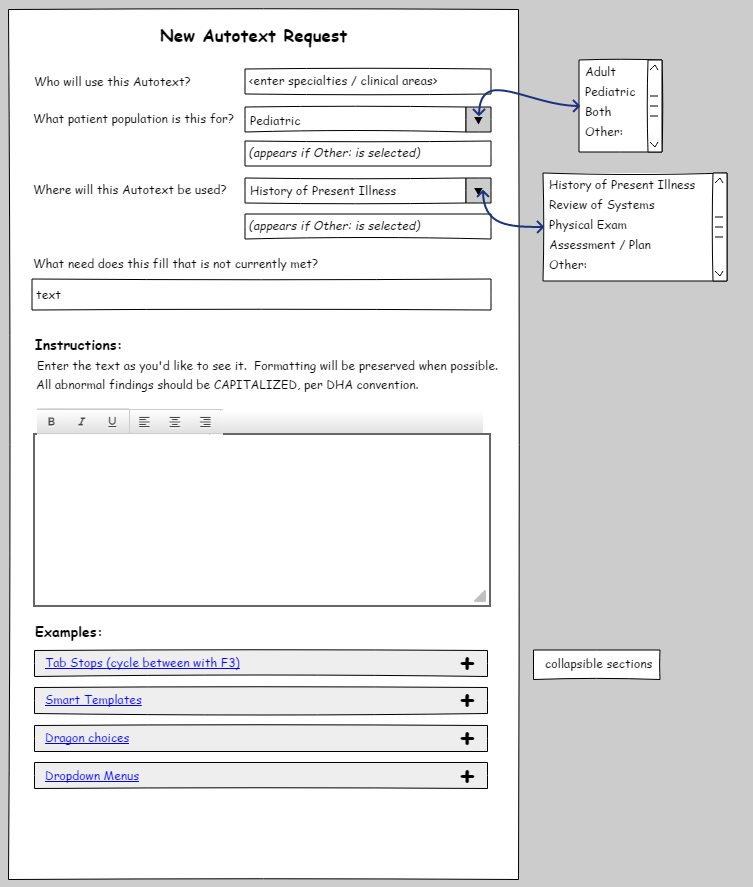 New Autotext Request
Who will use this Autotext?
<enter specialties / clinical areas>
What patient population is this for?
Pediatric
(appears if Other: is selected)
Where will this Autotext be used?
History of Present Illness
(appears if Other: is selected)
What need does this fill that is not currently met?
text
Instructions:
Enter the text as you'd like to see it.  Formatting will be preserved when possible.
All abnormal findings should be CAPITALIZED, per DHA convention.
B I U
Examples:
Tab Stops (cycle between with F3)
Smart Templates
Dragon choices
Dropdown Menus
Adult
Pediatric
Both
Other:
History of Present Illness
Review of Systems
Physical Exam
Assessment / Plan
Other:
collapsible sections